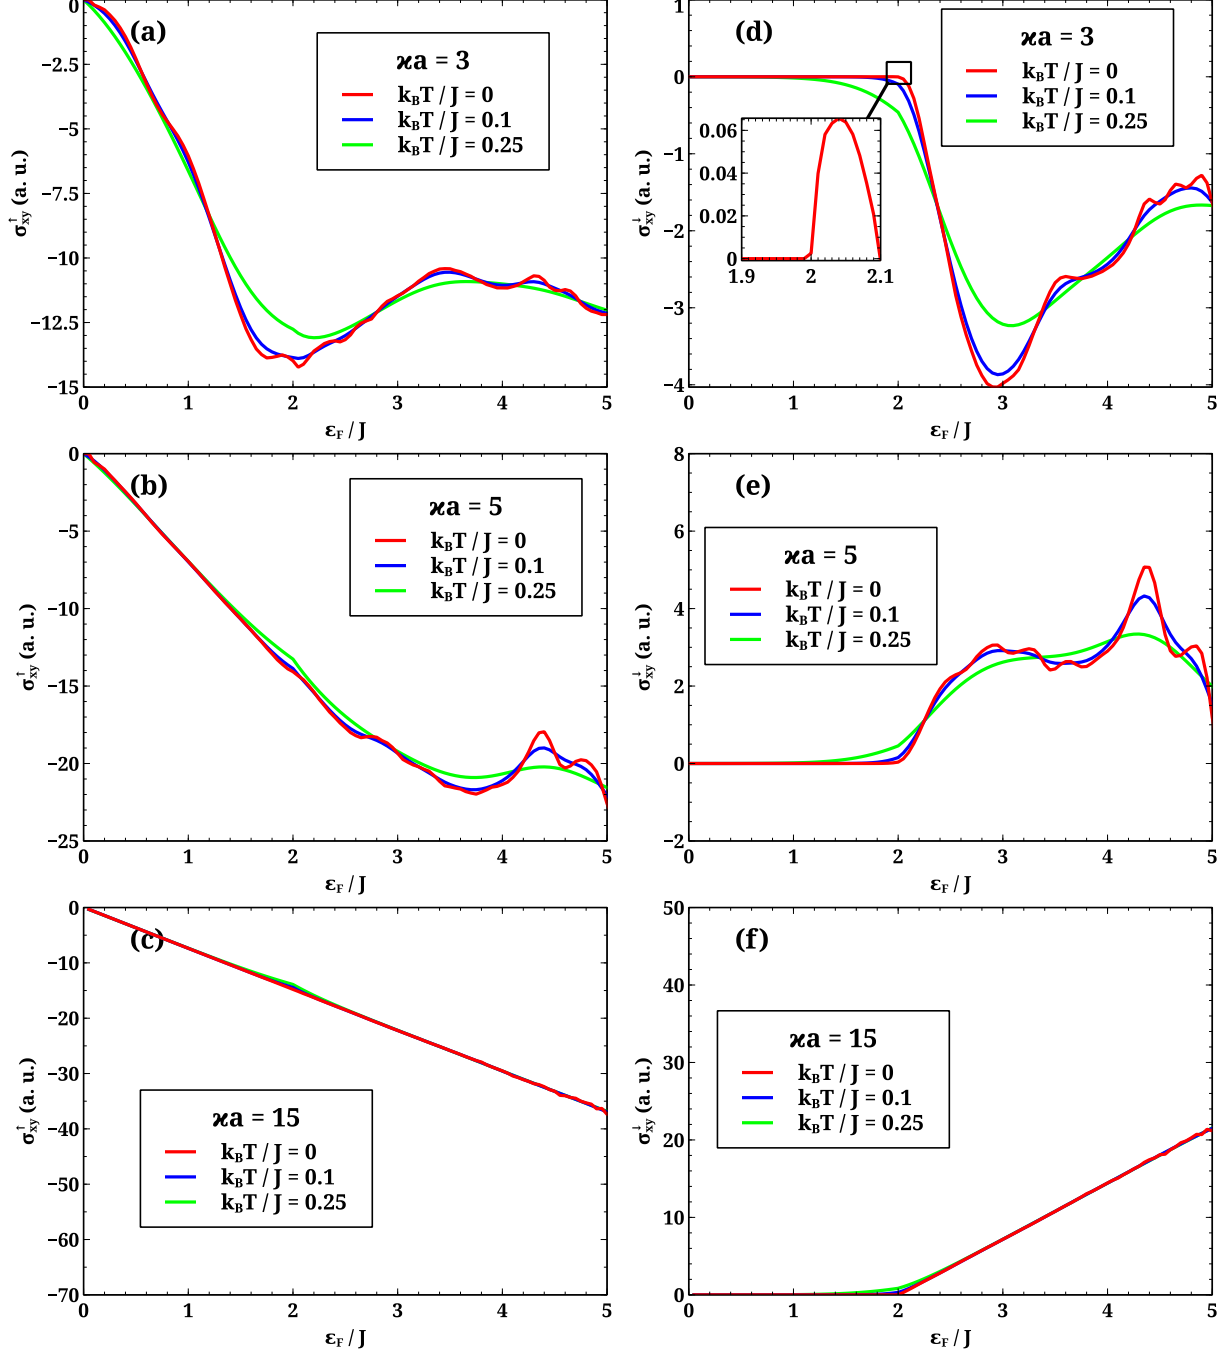 (a)
ϰa = 3
k_BT / J = 0
k_BT / J = 0.1
k_BT / J = 0.25
0
−2.5
−5
−7.5
−10
−12.5
−15
σ_xy^↑ (a. u.)
0 1 2 3 4 5
ε_F / J
(d)
ϰa = 3
k_BT / J = 0
k_BT / J = 0.1
k_BT / J = 0.25
1
0
−1
−2
−3
−4
σ_xy^↓ (a. u.)
0.06
0.04
0.02
0
1.9 2 2.1
0 1 2 3 4 5
ε_F / J
(b)
ϰa = 5
k_BT / J = 0
k_BT / J = 0.1
k_BT / J = 0.25
0
−5
−10
−15
−20
−25
σ_xy^↑ (a. u.)
0 1 2 3 4 5
ε_F / J
(e)
ϰa = 5
k_BT / J = 0
k_BT / J = 0.1
k_BT / J = 0.25
8
6
4
2
0
−2
σ_xy^↓ (a. u.)
0 1 2 3 4 5
ε_F / J
(c)
ϰa = 15
k_BT / J = 0
k_BT / J = 0.1
k_BT / J = 0.25
0
−10
−20
−30
−40
−50
−60
−70
σ_xy^↑ (a. u.)
0 1 2 3 4 5
ε_F / J
(f)
ϰa = 15
k_BT / J = 0
k_BT / J = 0.1
k_BT / J = 0.25
50
40
30
20
10
0
σ_xy^↓ (a. u.)
0 1 2 3 4 5
ε_F / J